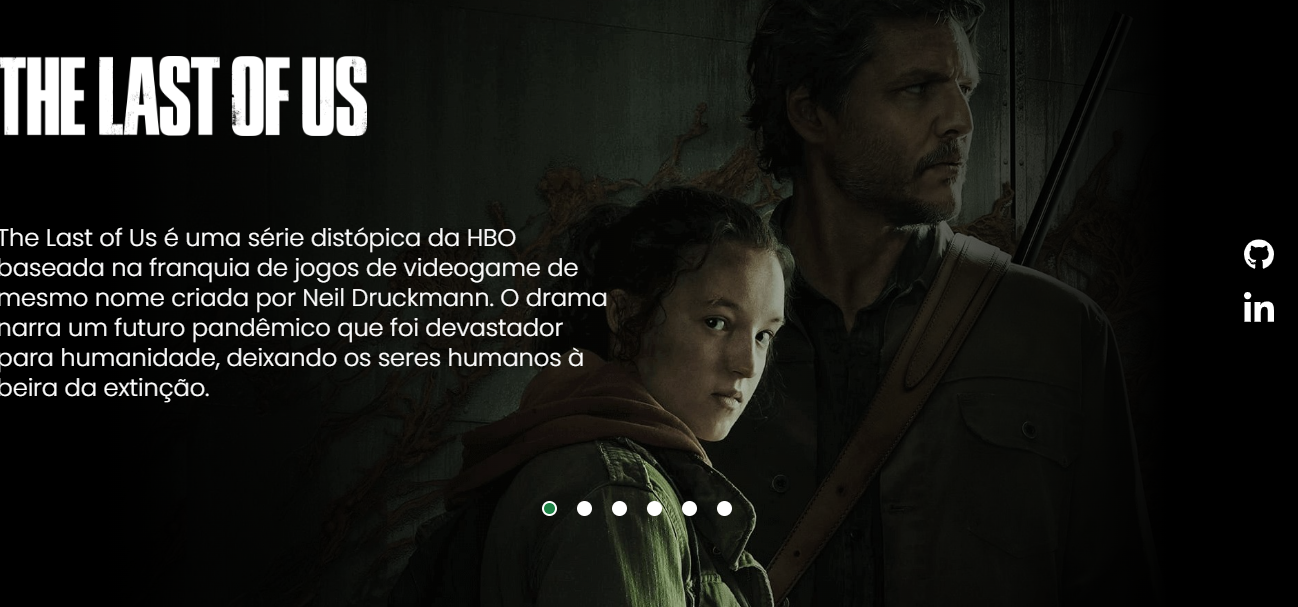 THE LAST OF US
The Last of Us é uma série distópica da HBO
baseada na franquia de jogos de videogame de
mesmo nome criada por Neil Druckmann. O drama
narra um futuro pandêmico que foi devastador
para humanidade, deixando os seres humanos à
beira da extinção.
in